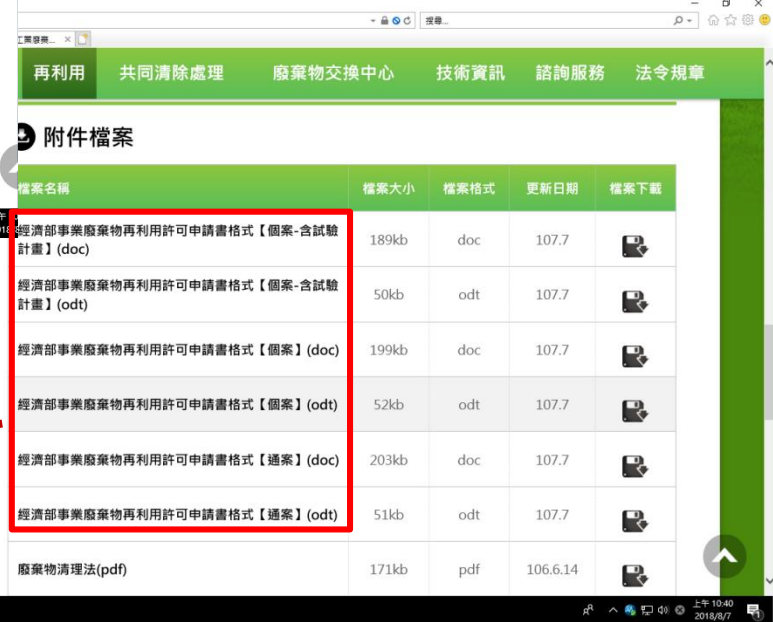 搜尋...
工業發棄...
再利用 共同清除處理 廢棄物交換中心 技術資訊 諮詢服務 法令規章
附件檔案
檔案名稱 檔案大小 檔案格式 更新日期 檔案下載
經濟部事業廢棄物再利用許可申請書格式【個案-含試驗
計畫】(doc) 189kb doc 107.7
經濟部事業廢棄物再利用許可申請書格式【個案-含試驗
計畫】(odt) 50kb odt 107.7
經濟部事業廢棄物再利用許可申請書格式【個案】(doc) 199kb doc 107.7
經濟部事業廢棄物再利用許可申請書格式【個案】(odt) 52kb odt 107.7
經濟部事業廢棄物再利用許可申請書格式【通案】(doc) 203kb doc 107.7
經濟部事業廢棄物再利用許可申請書格式【通案】(odt) 51kb odt 107.7
廢棄物清理法(pdf) 171kb pdf 106.6.14
上午 10:40
2018/8/7